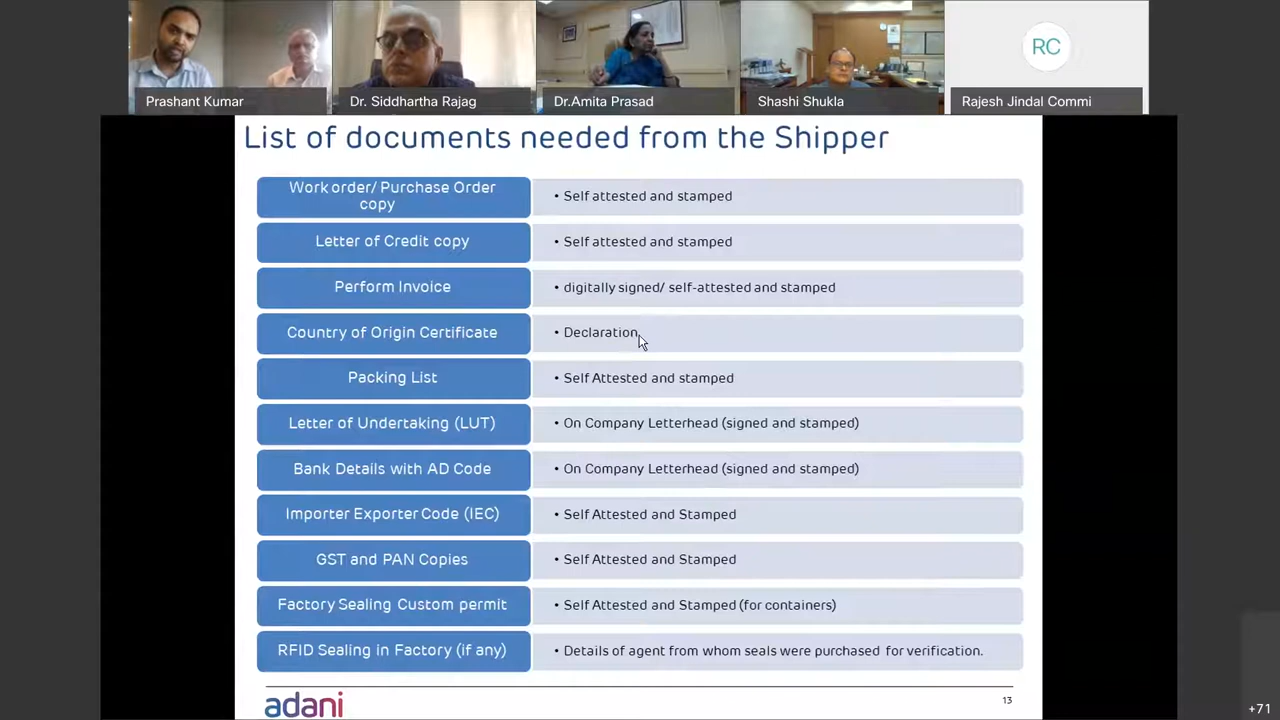 Prashant Kumar
Dr. Siddhartha Rajag
Dr.Amita Prasad
Shashi Shukla
RC
Rajesh Jindal Commi
List of documents needed from the Shipper
Work order/ Purchase Order
copy
• Self attested and stamped
Letter of Credit copy
• Self attested and stamped
Perform Invoice
• digitally signed/ self-attested and stamped
Country of Origin Certificate
• Declaration
Packing List
• Self Attested and stamped
Letter of Undertaking (LUT)
• On Company Letterhead (signed and stamped)
Bank Details with AD Code
• On Company Letterhead (signed and stamped)
Importer Exporter Code (IEC)
• Self Attested and Stamped
GST and PAN Copies
• Self Attested and Stamped
Factory Sealing Custom permit
• Self Attested and Stamped (for containers)
RFID Sealing in Factory (if any)
• Details of agent from whom seals were purchased for verification.
adani
13
+71